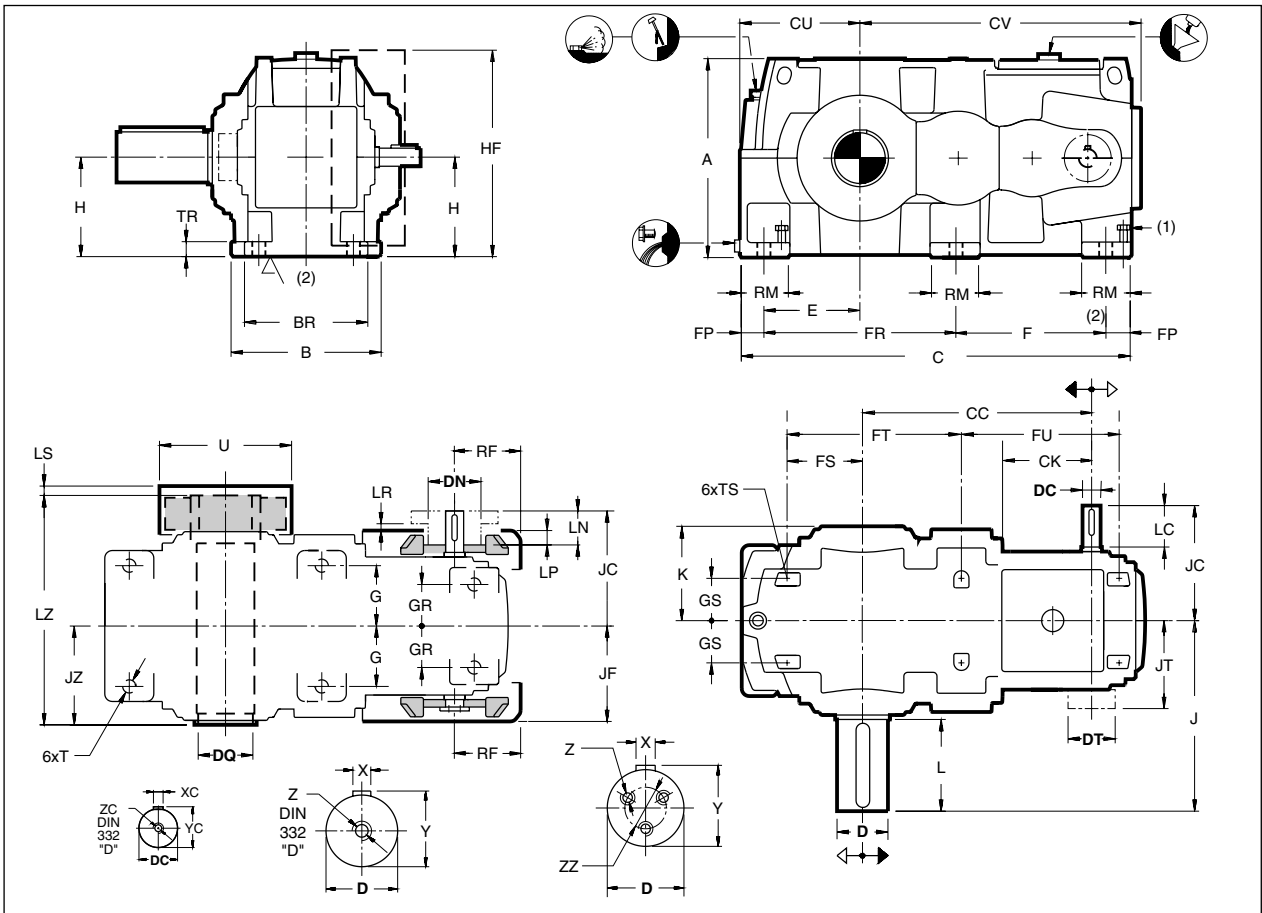 CU
CV
A
HF
H
H
TR
(2)
BR
B
(1)
RM
RM
RM
(2)
E
FP
FR
F
FP
C
CC
FT
FU
FS
CK
DC
6xTS
LC
JC
K
GS
GS
JT
J
DT
L
D
U
LS
RF
DN
LR
LN
LP
JC
G
GR
LZ
G
GR
JZ
JF
6xT
DQ
RF
XC
ZC
DIN
332
"D"
YC
DC
X
Z
DIN
332
"D"
Y
D
X
Z
Y
ZZ
D